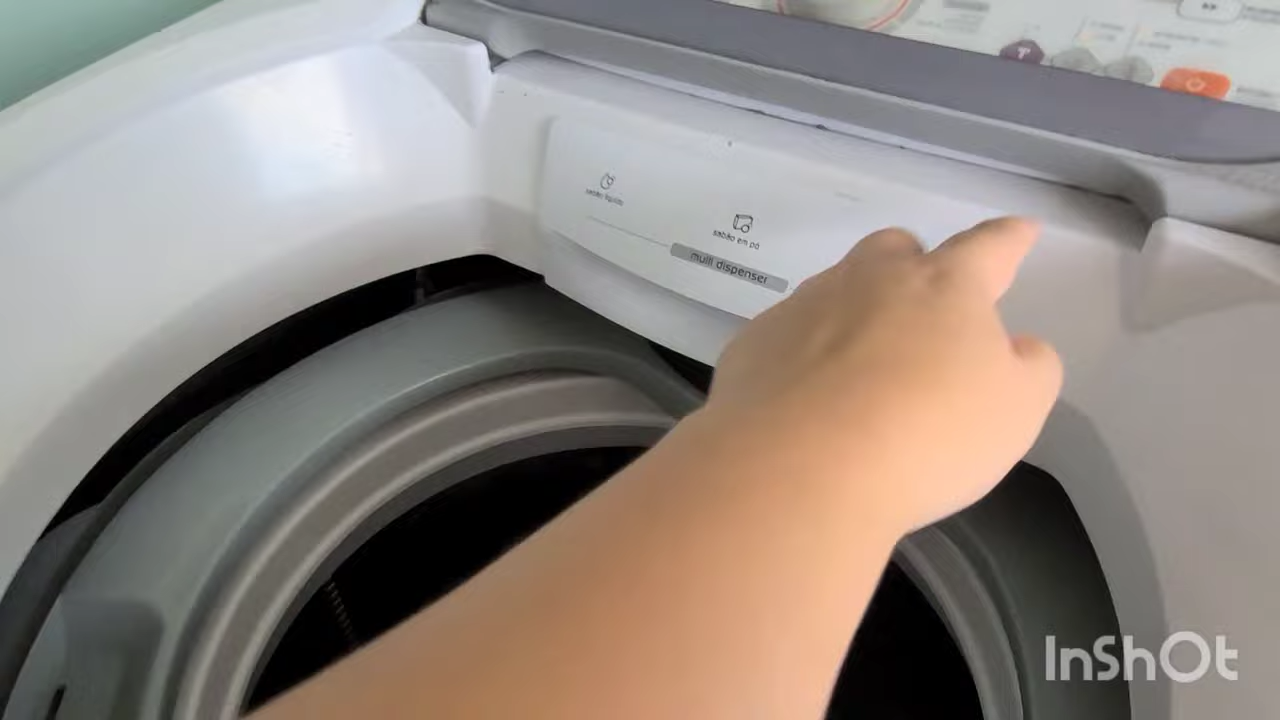 T
sabão líquido
sabão em pó
multi dispenser
InShOt